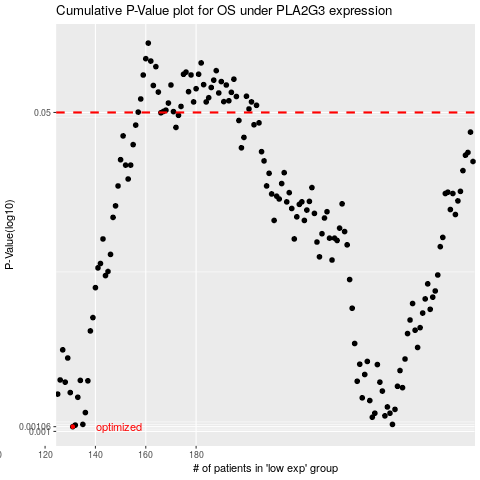 Cumulative P-Value plot for OS under PLA2G3 expression
P-Value(log10)
0.05
0.00106
0.001
optimized
0 120 140 160 180
# of patients in 'low exp' group